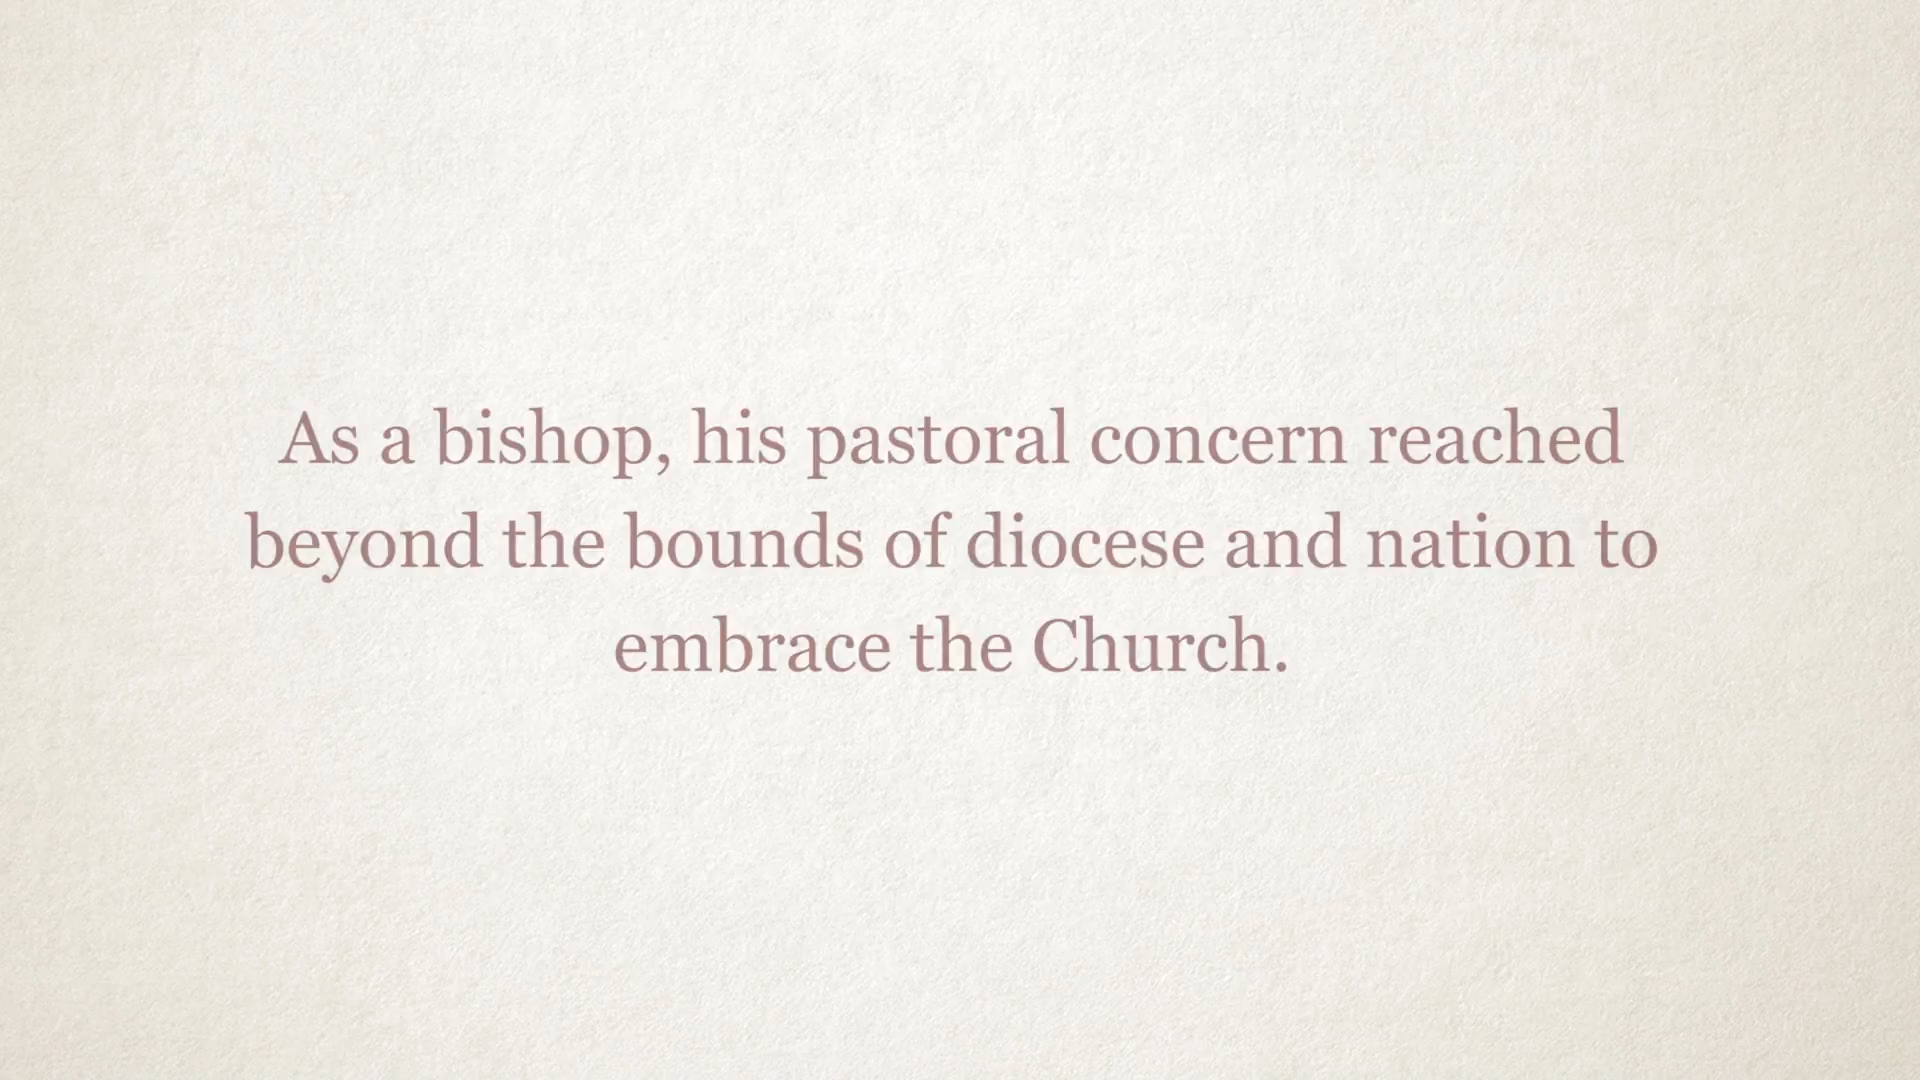 As a bishop, his pastoral concern reached
beyond the bounds of diocese and nation to
embrace the Church.